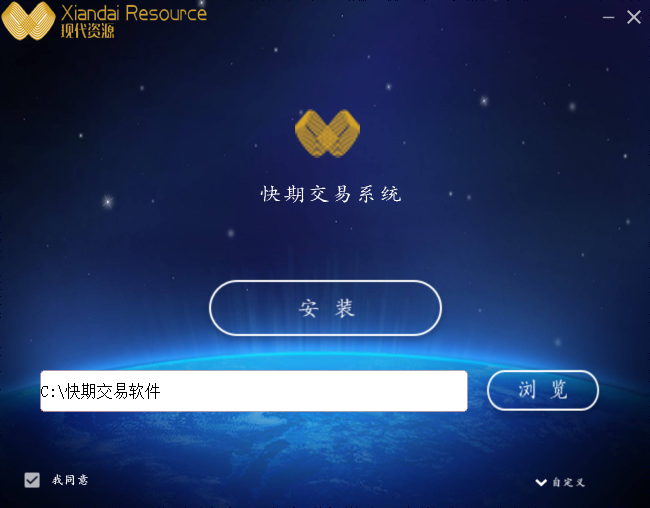 Xiandai Resource
现代资源
快期交易系统
安装
C:\快期交易软件
浏览
我同意
自定义